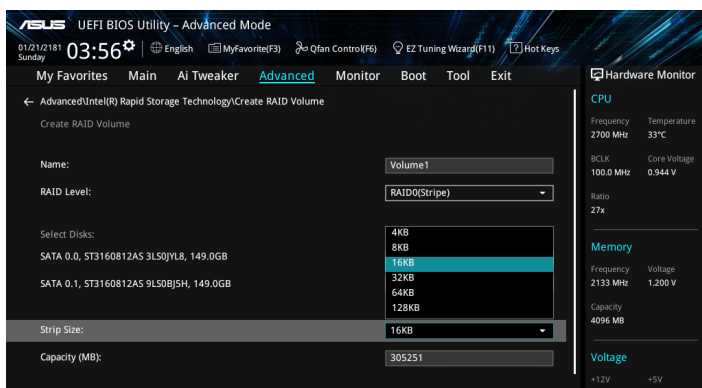 ASUS UEFI BIOS Utility – Advanced Mode
01/21/2181 Sunday 03:56 English MyFavorite(F3) Qfan Control(F6) EZ Tuning Wizard(F11) ? Hot Keys
My Favorites Main Ai Tweaker Advanced Monitor Boot Tool Exit
← Advanced\Intel(R) Rapid Storage Technology\Create RAID Volume
Create RAID Volume
Name: Volume1
RAID Level: RAID0(Stripe)
Select Disks:
SATA 0.0, ST3160812AS 3LS0JYL8, 149.0GB
SATA 0.1, ST3160812AS 9LS0BJ5H, 149.0GB
4KB
8KB
16KB
32KB
64KB
128KB
Strip Size: 16KB
Capacity (MB): 305251
Hardware Monitor
CPU
Frequency Temperature
2700 MHz 33°C
BCLK Core Voltage
100.0 MHz 0.944 V
Ratio
27x
Memory
Frequency Voltage
2133 MHz 1.200 V
Capacity
4096 MB
Voltage
+12V +5V